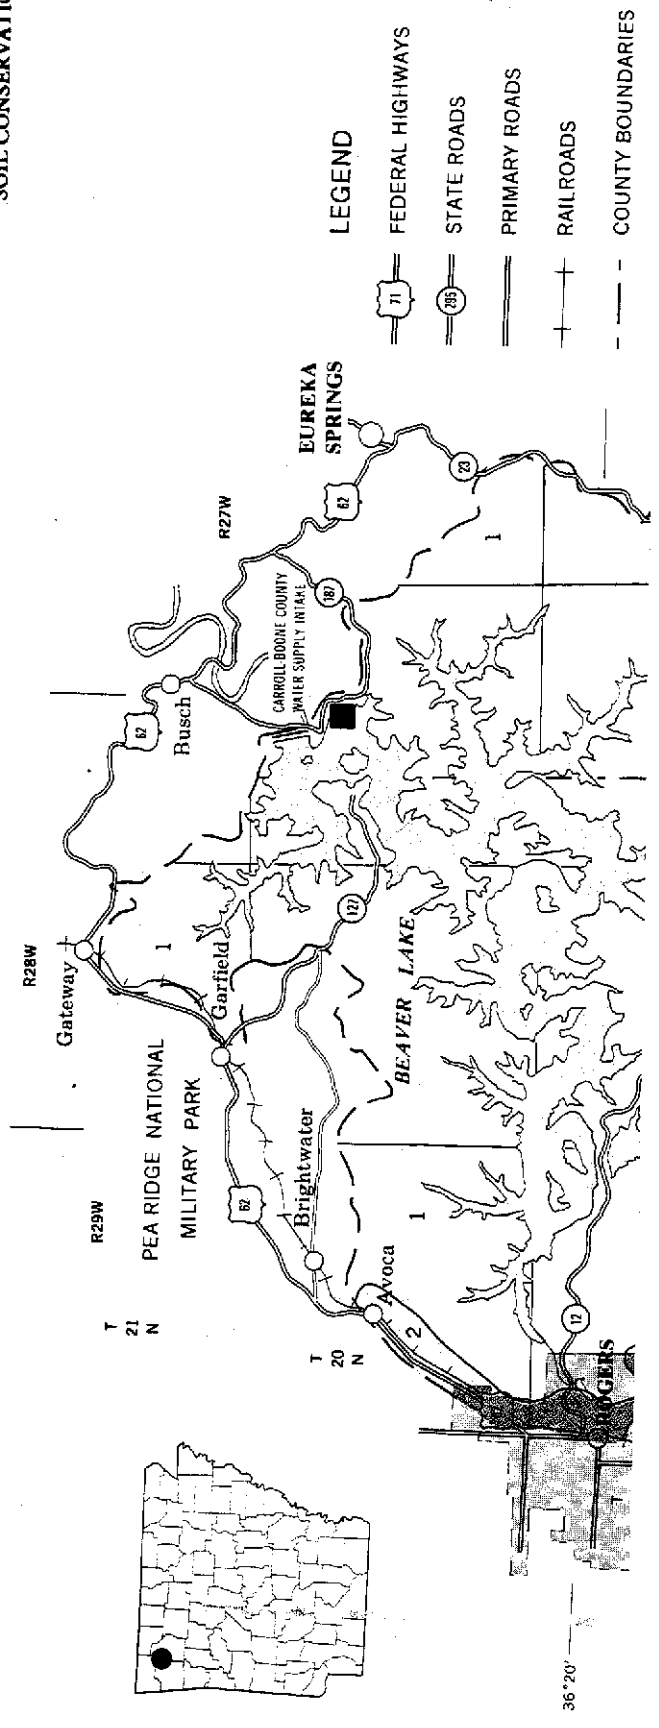 SOIL CONSERVATIO
R29W
R28W
R27W
T
21
N
T
20
N
PEA RIDGE NATIONAL
MILITARY PARK
Gateway
62
Busch
Garfield
1
62
Brightwater
Avoca
2
1
127
BEAVER LAKE
CARROLL-BOONE COUNTY
WATER SUPPLY INTAKE
187
62
EUREKA
SPRINGS
23
1
12
ROGERS
36°20'
LEGEND
71 FEDERAL HIGHWAYS
295 STATE ROADS
PRIMARY ROADS
RAILROADS
COUNTY BOUNDARIES